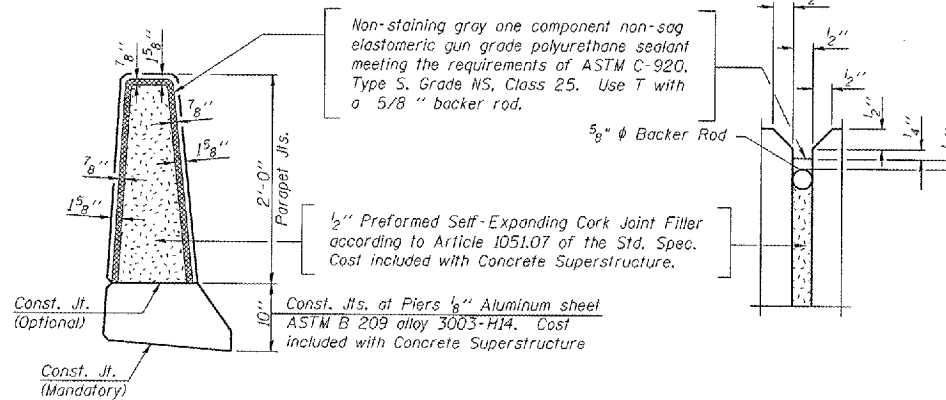 Non-staining gray one component non-sag
elastomeric gun grade polyurethane sealant
meeting the requirements of ASTM C-920,
Type S, Grade NS, Class 25. Use T with
a 5/8 " backer rod.
7/8"
1 5/8"
7/8"
1 5/8"
7/8"
1 5/8"
2'-0"
Parapet Jts.
10"
1/2"
1/2"
1/2"
1/4"
5/8" φ Backer Rod
1/2" Preformed Self-Expanding Cork Joint Filler
according to Article 1051.07 of the Std. Spec.
Cost included with Concrete Superstructure.
Const. Jt.
(Optional)
Const. Jts. at Piers 1/8" Aluminum sheet
ASTM B 209 alloy 3003-H14. Cost
included with Concrete Superstructure
Const. Jt.
(Mandatory)